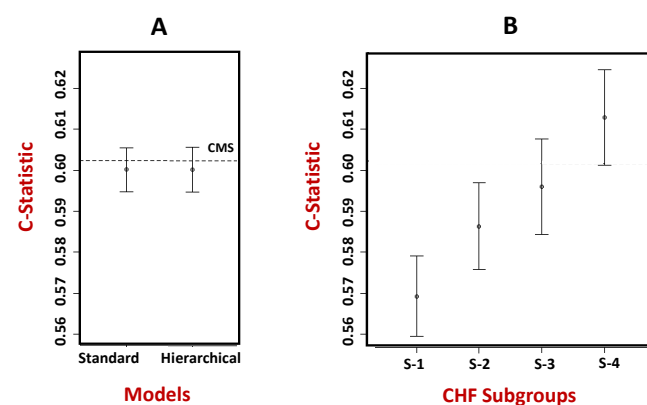 A
C-Statistic
0.62
0.61
0.60
0.59
0.58
0.57
0.56
CMS
Standard Hierarchical
Models
B
C-Statistic
0.62
0.61
0.60
0.59
0.58
0.57
0.56
S-1 S-2 S-3 S-4
CHF Subgroups